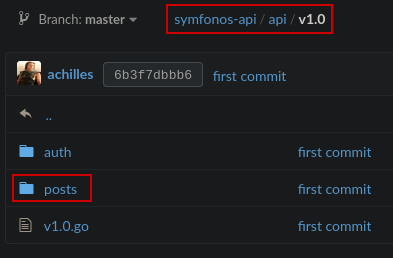 Branch: master symfonos-api / api / v1.0
achilles 6b3f7dbbb6 first commit
..
auth first commit
posts first commit
v1.0.go first commit